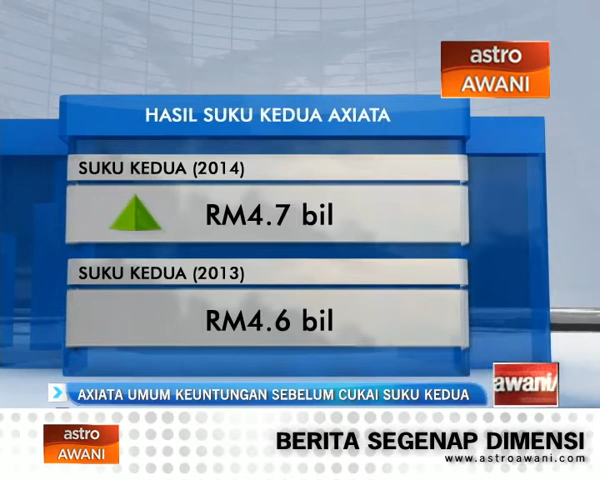 astro
AWANI
HASIL SUKU KEDUA AXIATA
SUKU KEDUA (2014)
RM4.7 bil
SUKU KEDUA (2013)
RM4.6 bil
AXIATA UMUM KEUNTUNGAN SEBELUM CUKAI SUKU KEDUA
awani/
astro
AWANI
BERITA SEGENAP DIMENSI
www.astroawani.com